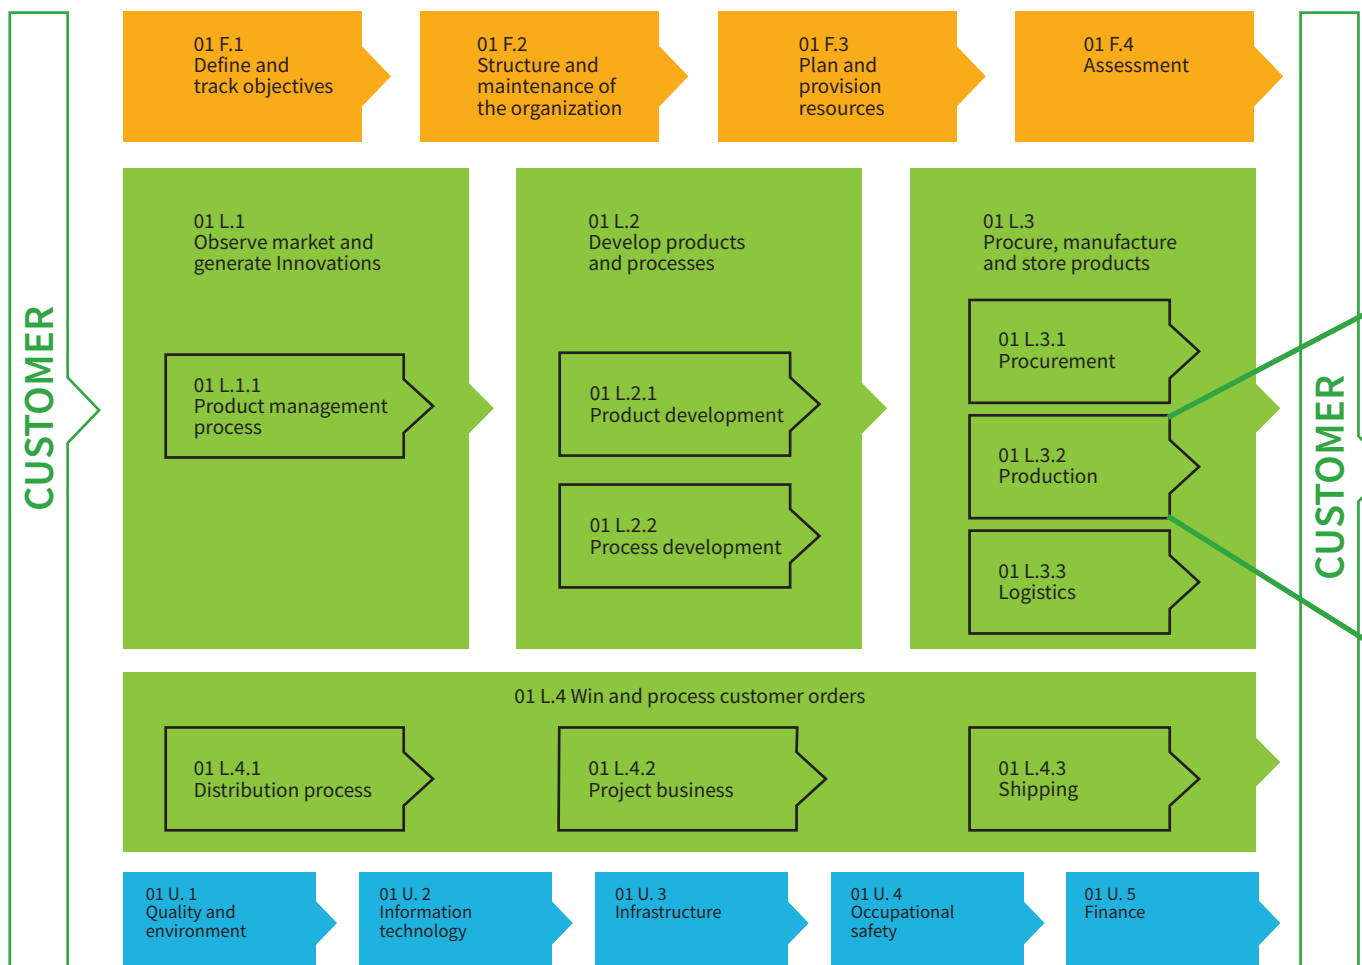 CUSTOMER
01 F.1
Define and
track objectives
01 F.2
Structure and
maintenance of
the organization
01 F.3
Plan and
provision
resources
01 F.4
Assessment
01 L.1
Observe market and
generate Innovations
01 L.1.1
Product management
process
01 L.2
Develop products
and processes
01 L.2.1
Product development
01 L.2.2
Process development
01 L.3
Procure, manufacture
and store products
01 L.3.1
Procurement
01 L.3.2
Production
01 L.3.3
Logistics
01 L.4 Win and process customer orders
01 L.4.1
Distribution process
01 L.4.2
Project business
01 L.4.3
Shipping
01 U. 1
Quality and
environment
01 U. 2
Information
technology
01 U. 3
Infrastructure
01 U. 4
Occupational
safety
01 U. 5
Finance
CUSTOMER